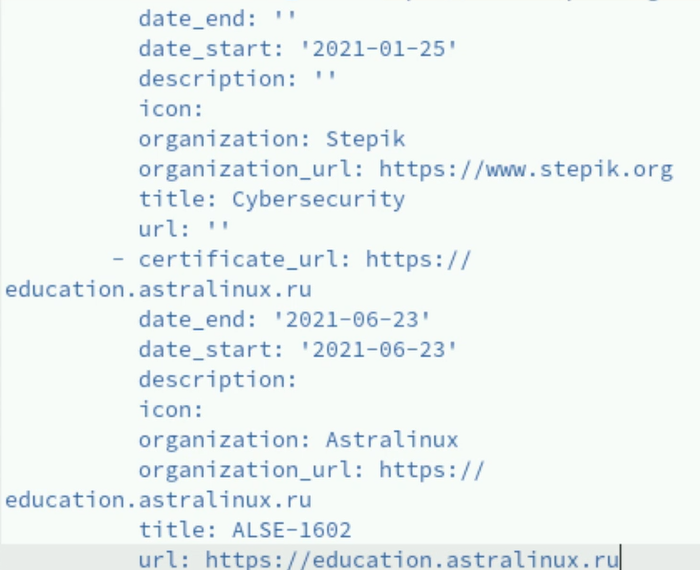 date_end: ''
date_start: '2021-01-25'
description: ''
icon:
organization: Stepik
organization_url: https://www.stepik.org
title: Cybersecurity
url: ''
- certificate_url: https://
education.astralinux.ru
date_end: '2021-06-23'
date_start: '2021-06-23'
description:
icon:
organization: Astralinux
organization_url: https://
education.astralinux.ru
title: ALSE-1602
url: https://education.astralinux.ru